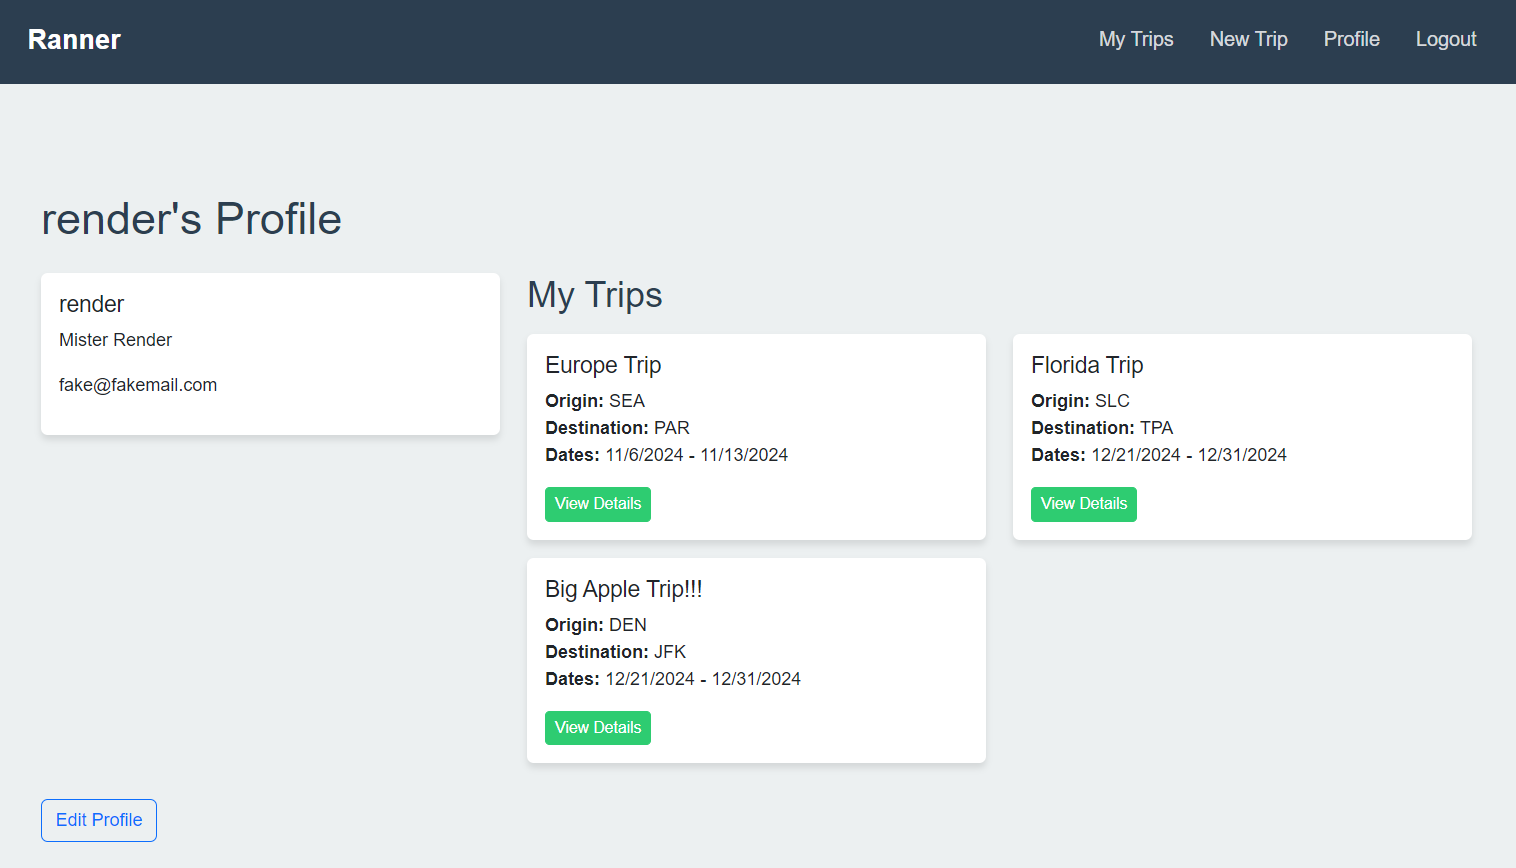 Ranner
My Trips
New Trip
Profile
Logout
render's Profile
render
Mister Render
fake@fakemail.com
My Trips
Europe Trip
Origin: SEA
Destination: PAR
Dates: 11/6/2024 - 11/13/2024
View Details
Florida Trip
Origin: SLC
Destination: TPA
Dates: 12/21/2024 - 12/31/2024
View Details
Big Apple Trip!!!
Origin: DEN
Destination: JFK
Dates: 12/21/2024 - 12/31/2024
View Details
Edit Profile